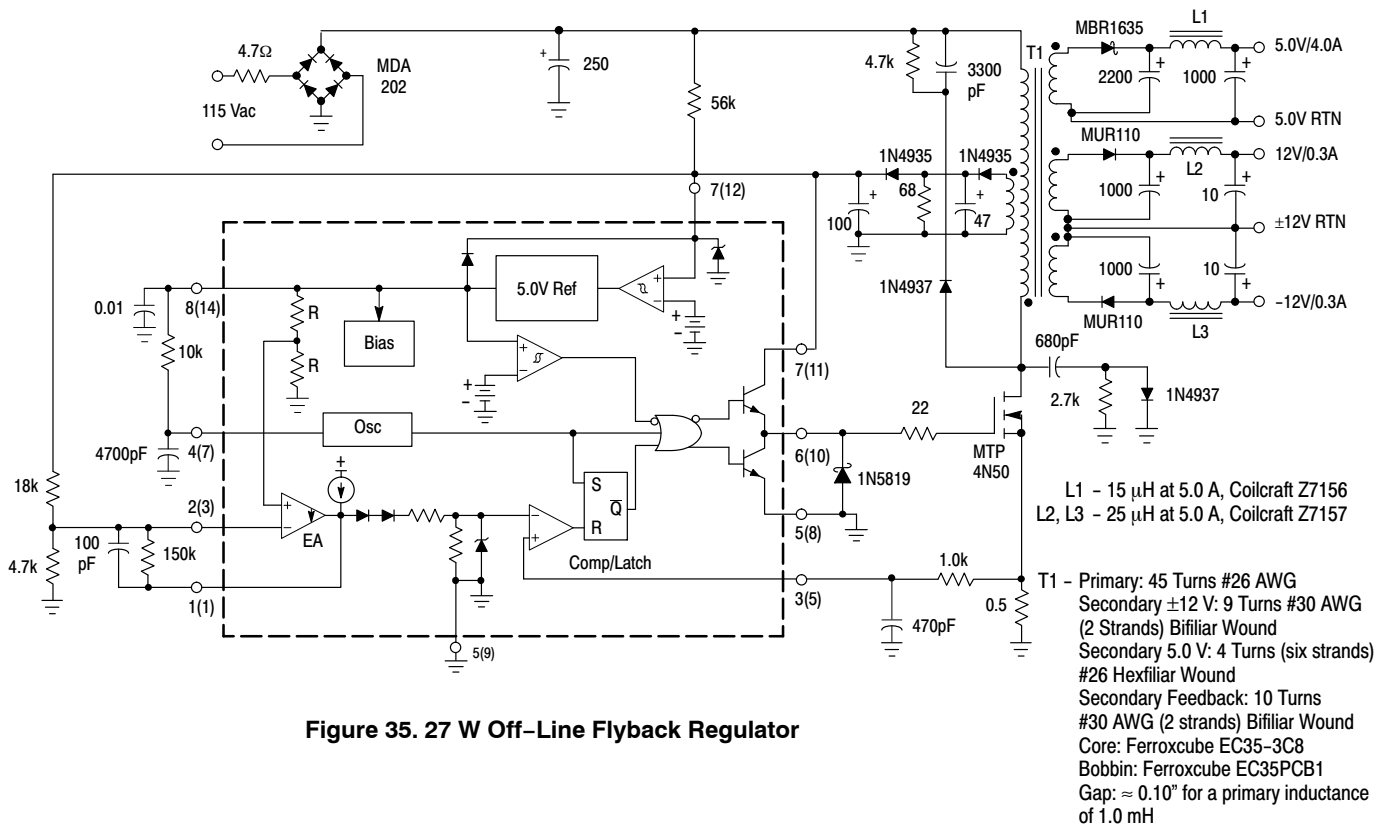 4.7Ω
MDA
202
115 Vac
+
250
56k
4.7k
3300
pF
T1
MBR1635
L1
5.0V/4.0A
2200
+
1000
+
5.0V RTN
MUR110
12V/0.3A
L2
1000
+
10
+
±12V RTN
1000
+
10
+
-12V/0.3A
MUR110
L3
1N4935
1N4935
68
100
+
47
+
1N4937
7(12)
0.01
8(14)
5.0V Ref
+
–
+
–
R
R
Bias
10k
+
–
+
–
7(11)
680pF
2.7k
1N4937
Osc
4700pF
4(7)
22
6(10)
MTP
4N50
1N5819
18k
+
2(3)
+
–
EA
S
Q
R
–
+
Comp/Latch
5(8)
100
pF
150k
4.7k
1(1)
1.0k
3(5)
470pF
0.5
5(9)
L1 – 15 μH at 5.0 A, Coilcraft Z7156
L2, L3 – 25 μH at 5.0 A, Coilcraft Z7157
T1 – Primary: 45 Turns #26 AWG
Secondary ±12 V: 9 Turns #30 AWG
(2 Strands) Bifiliar Wound
Secondary 5.0 V: 4 Turns (six strands)
#26 Hexfiliar Wound
Secondary Feedback: 10 Turns
#30 AWG (2 strands) Bifiliar Wound
Core: Ferroxcube EC35–3C8
Bobbin: Ferroxcube EC35PCB1
Gap: ≈ 0.10" for a primary inductance
of 1.0 mH
Figure 35. 27 W Off–Line Flyback Regulator